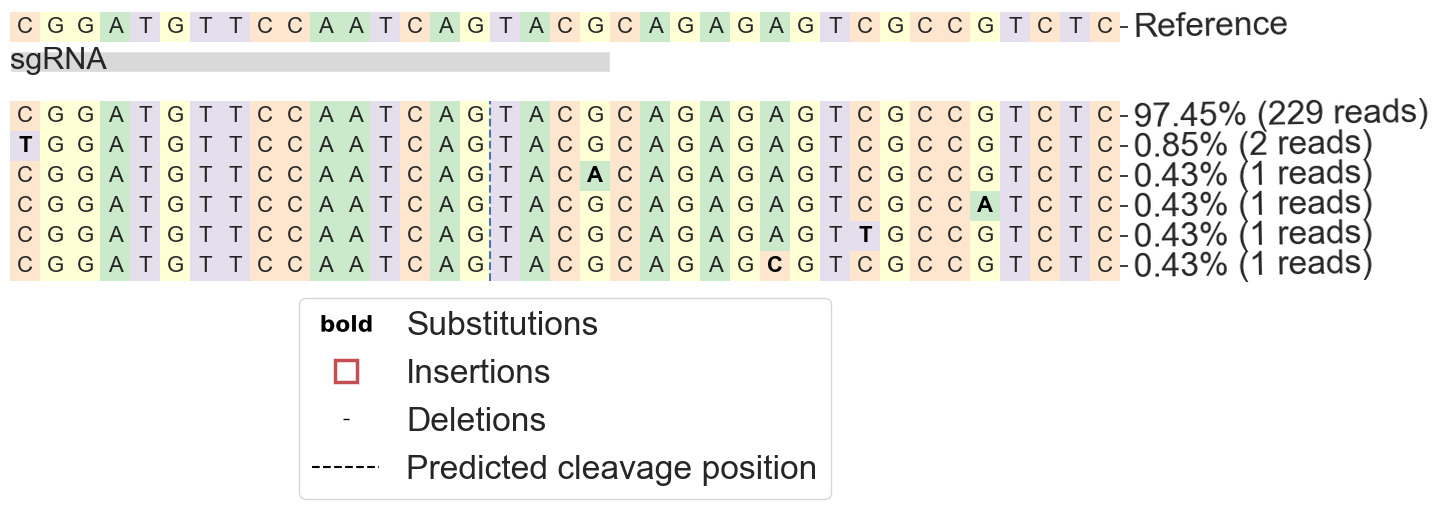 C G G A T G T T C C A A T C A G T A C G C A G A G A G T C G C C G T C T C Reference
sgRNA
C G G A T G T T C C A A T C A G T A C G C A G A G A G T C G C C G T C T C 97.45% (229 reads)
T G G A T G T T C C A A T C A G T A C G C A G A G A G T C G C C G T C T C 0.85% (2 reads)
C G G A T G T T C C A A T C A G T A C A C A G A G A G T C G C C G T C T C 0.43% (1 reads)
C G G A T G T T C C A A T C A G T A C G C A G A G A G T C G C C A T C T C 0.43% (1 reads)
C G G A T G T T C C A A T C A G T A C G C A G A G A G T T G C C G T C T C 0.43% (1 reads)
C G G A T G T T C C A A T C A G T A C G C A G A G C G T C G C C G T C T C 0.43% (1 reads)
bold Substitutions
Insertions
- Deletions
Predicted cleavage position